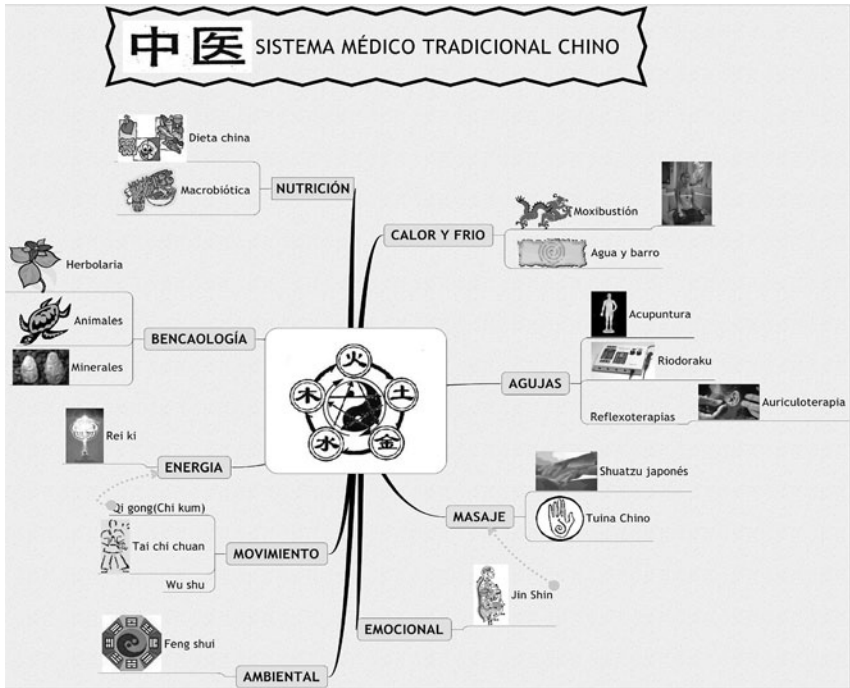 中医 SISTEMA MÉDICO TRADICIONAL CHINO
Dieta china
Macrobiótica
NUTRICIÓN
CALOR Y FRIO
Moxibustión
Agua y barro
Herbolaria
Animales
Minerales
BENCAOLOGÍA
火
木
土
水
金
AGUJAS
Acupuntura
Riodoraku
Reflexoterapias
Auriculoterapia
Rei ki
ENERGIA
MASAJE
Shuatzu japonés
Tuina Chino
Qi gong(Chi kum)
Tai chi chuan
Wu shu
MOVIMIENTO
Jin Shin
EMOCIONAL
Feng shui
AMBIENTAL